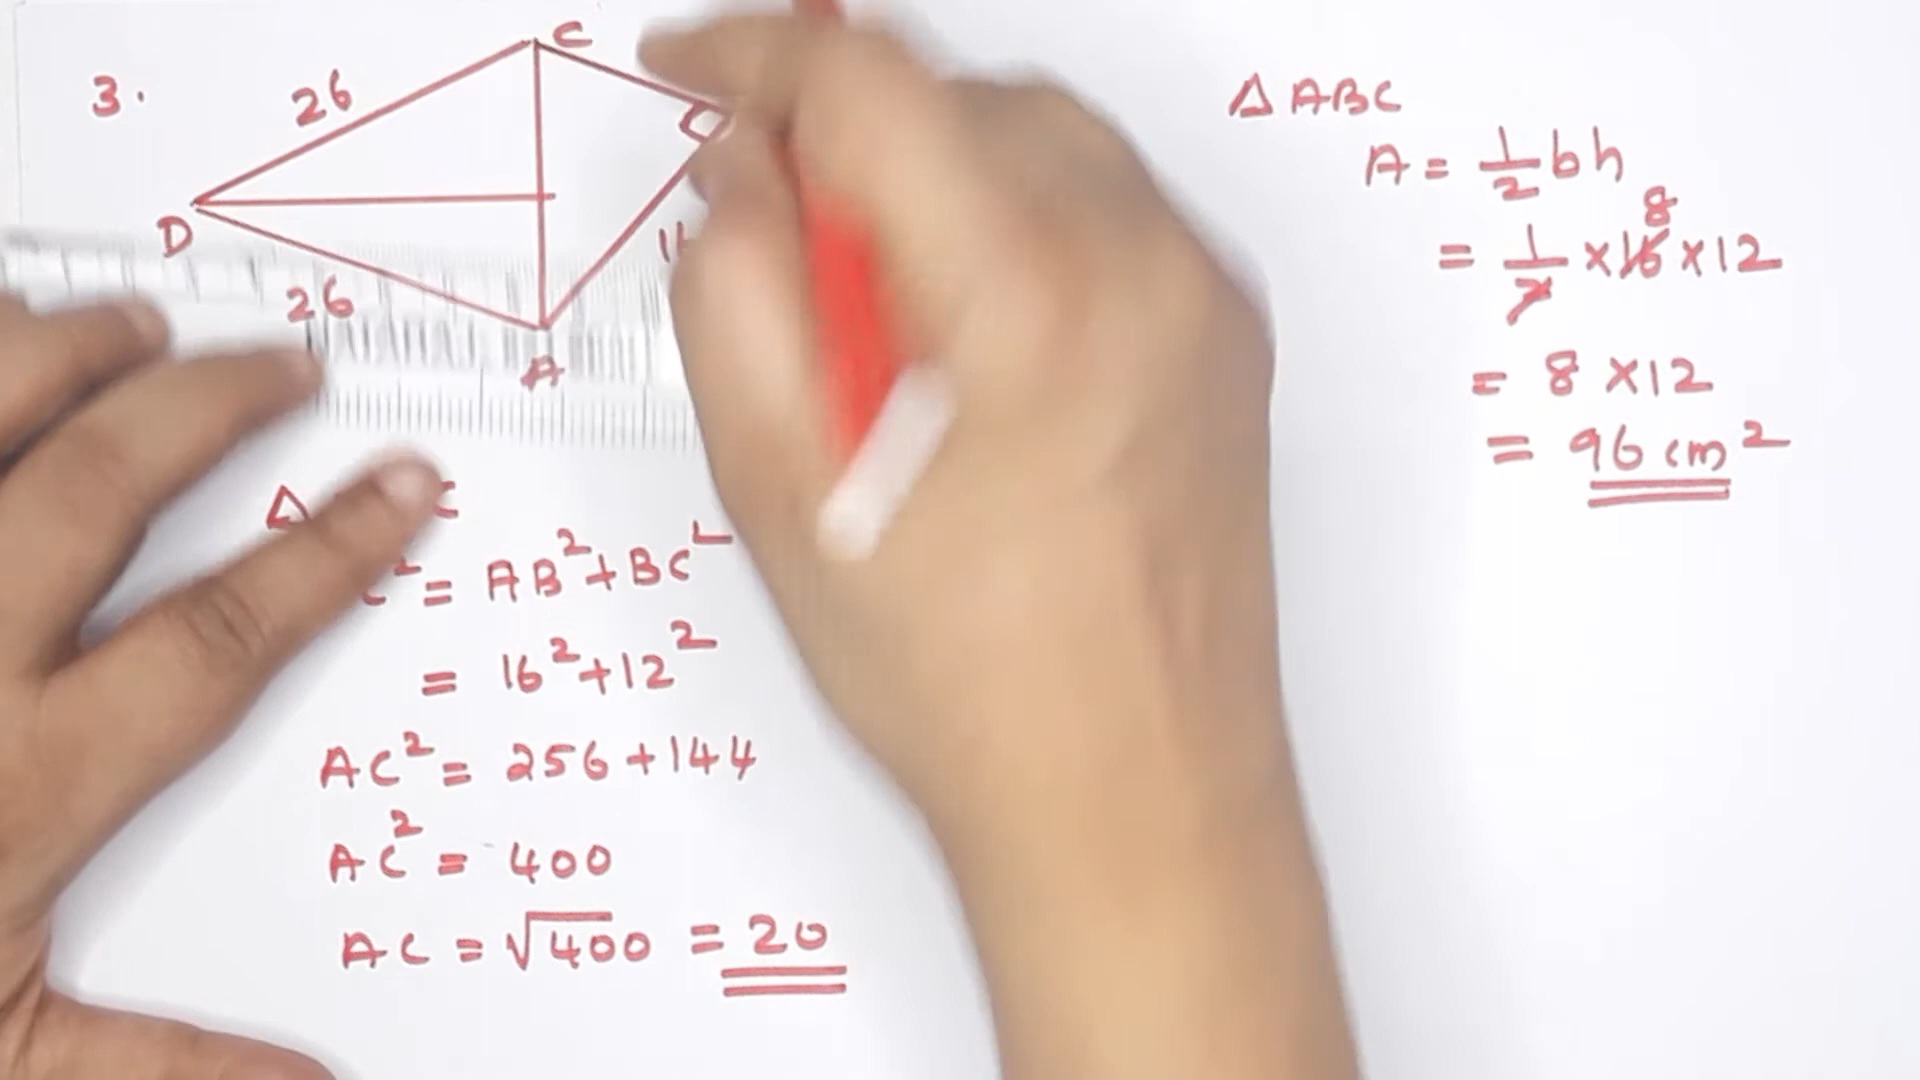 3.
C
26
D
26
A
Δ
= AB²+BC²
= 16²+12²
AC² = 256+144
AC² = 400
AC = √400 = 20
Δ ABC
A = 1/2 bh
8
= 1/2 ×16×12
= 8 ×12
= 96 cm²